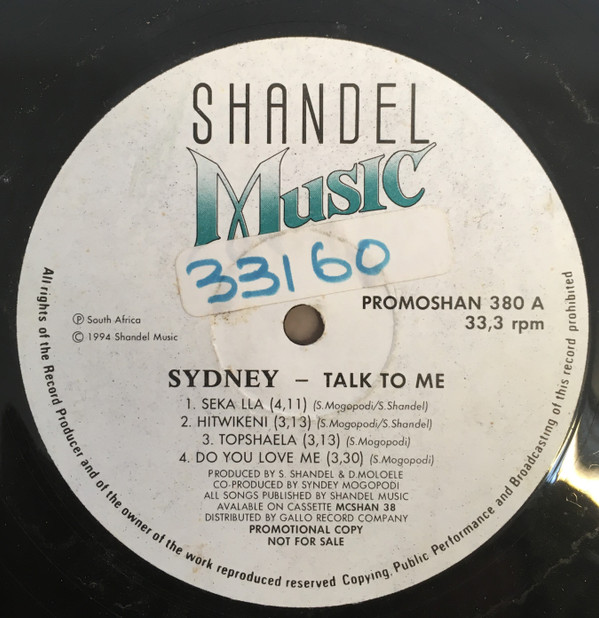 SHANDEL
Music
33160
PROMOSHAN 380 A
33,3 rpm
Ⓟ South Africa
© 1994 Shandel Music
SYDNEY – TALK TO ME
1. SEKA LLA (4,11) (S.Mogopodi/S.Shandel)
2. HITWIKENI (3,13) (S.Mogopodi/S.Shandel)
3. TOPSHAELA (3,13) (S.Mogopodi)
4. DO YOU LOVE ME (3,30) (S.Mogopodi)
PRODUCED BY S. SHANDEL & D.MOLOELE
CO-PRODUCED BY SYNDEY MOGOPODI
ALL SONGS PUBLISHED BY SHANDEL MUSIC
AVALABLE ON CASSETTE MCSHAN 38
DISTRIBUTED BY GALLO RECORD COMPANY
PROMOTIONAL COPY
NOT FOR SALE
All rights of the Record Producer and of the owner of the work reproduced reserved Copying, Public Performance and Broadcasting of this record prohibited